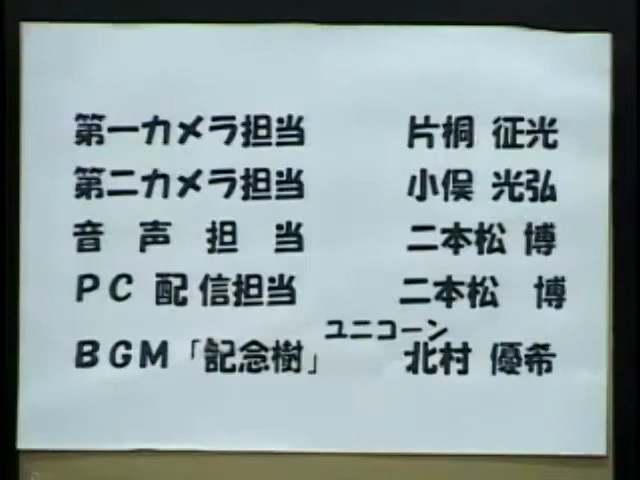 第一カメラ担当 片桐 征光
第二カメラ担当 小俣 光弘
音声担当 二本松 博
PC配信担当 二本松 博
ユニコーン
BGM「記念樹」 北村 優希